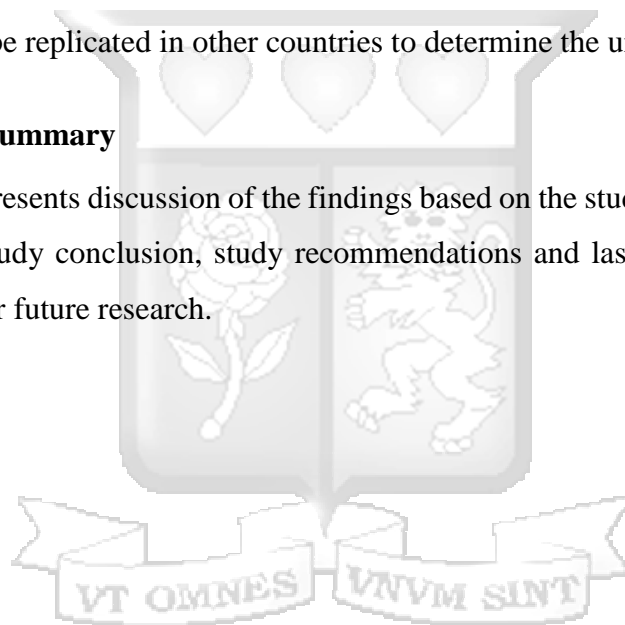 be replicated in other countries to determine the u
ummary
resents discussion of the findings based on the stu
udy conclusion, study recommendations and las
r future research.
VT OMNES VNVM SINT